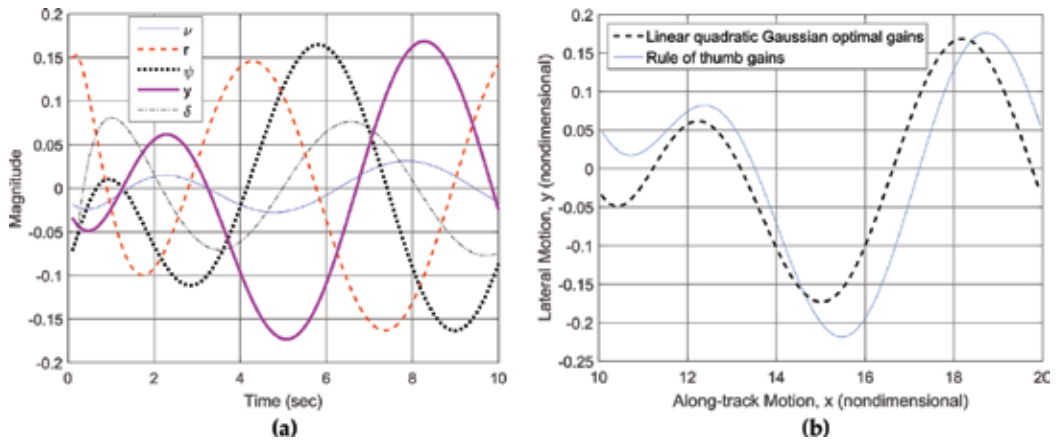 0.2
0.15
0.1
0.05
0
-0.05
-0.1
-0.15
-0.2
Magnitude
ν
r
ψ
y
δ
0 2 4 6 8 10
Time (sec)
(a)
0.2
0.15
0.1
0.05
0
-0.05
-0.1
-0.15
-0.2
-0.25
Lateral Motion, y (nondimensional)
Linear quadratic Gaussian optimal gains
Rule of thumb gains
10 12 14 16 18 20
Along-track Motion, x (nondimensional)
(b)